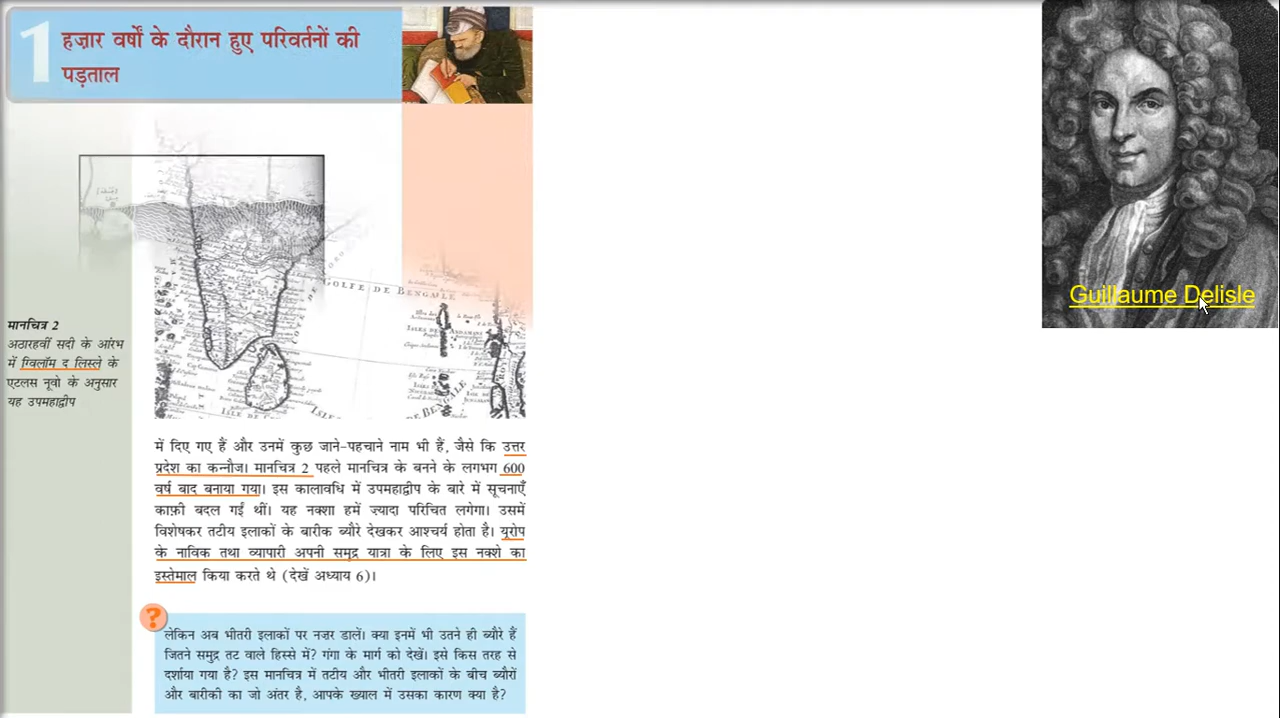 1
हज़ार वर्षों के दौरान हुए परिवर्तनों की
पड़ताल
GOLFE DE BENGALE
मानचित्र 2
अठारहवीं सदी के आंरभ
में ग्विलॉम द लिस्ले के
एटलस नूवो के अनुसार
यह उपमहाद्वीप
में दिए गए हैं और उनमें कुछ जाने-पहचाने नाम भी हैं, जैसे कि उत्तर
प्रदेश का कन्नौज। मानचित्र 2 पहले मानचित्र के बनने के लगभग 600
वर्ष बाद बनाया गया। इस कालावधि में उपमहाद्वीप के बारे में सूचनाएँ
काफ़ी बदल गईं थीं। यह नक्शा हमें ज्यादा परिचित लगेगा। उसमें
विशेषकर तटीय इलाकों के बारीक ब्यौरे देखकर आश्चर्य होता है। यूरोप
के नाविक तथा व्यापारी अपनी समुद्र यात्रा के लिए इस नक्शे का
इस्तेमाल किया करते थे (देखें अध्याय 6)।
?
लेकिन अब भीतरी इलाकों पर नज़र डालें। क्या इनमें भी उतने ही ब्यौरे हैं
जितने समुद्र तट वाले हिस्से में? गंगा के मार्ग को देखें। इसे किस तरह से
दर्शाया गया है? इस मानचित्र में तटीय और भीतरी इलाकों के बीच ब्यौरों
और बारीकी का जो अंतर है, आपके ख्याल में उसका कारण क्या है?
Guillaume Delisle